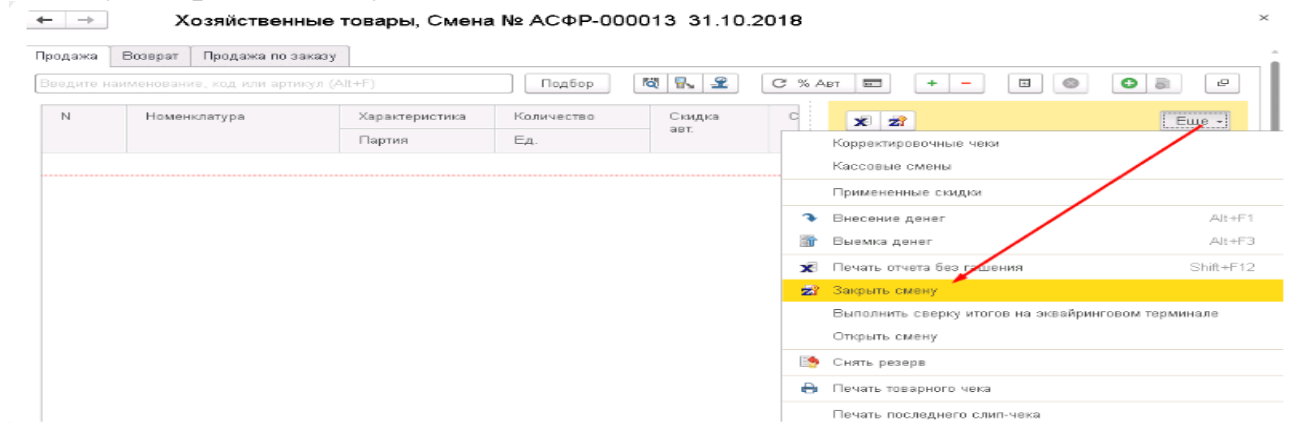 Хозяйственные товары, Смена № АСФР-000013 31.10.2018
Продажа Возврат Продажа по заказу
Введите наименование, код или артикул (Alt+F) Подбор % Авт
N Номенклатура Характеристика Количество Скидка авт. С
Партия Ед.
Еще
Корректировочные чеки
Кассовые смены
Примененные скидки
Внесение денег Alt+F1
Выемка денег Alt+F3
Печать отчета без гашения Shift+F12
Закрыть смену
Выполнить сверку итогов на эквайринговом терминале
Открыть смену
Снять резерв
Печать товарного чека
Печать последнего слип-чека